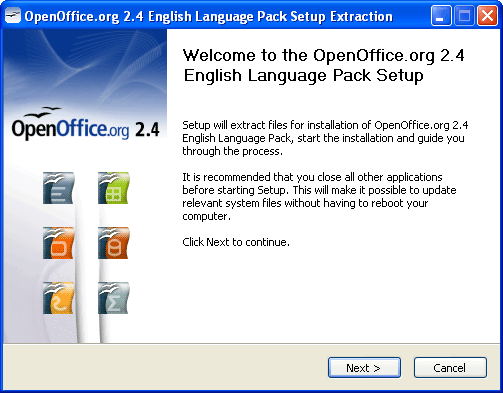 OpenOffice.org 2.4 English Language Pack Setup Extraction
Welcome to the OpenOffice.org 2.4
English Language Pack Setup
OpenOffice.org 2.4
Setup will extract files for installation of OpenOffice.org 2.4
English Language Pack, start the installation and guide you
through the process.
It is recommended that you close all other applications
before starting Setup. This will make it possible to update
relevant system files without having to reboot your
computer.
Click Next to continue.
Next >
Cancel